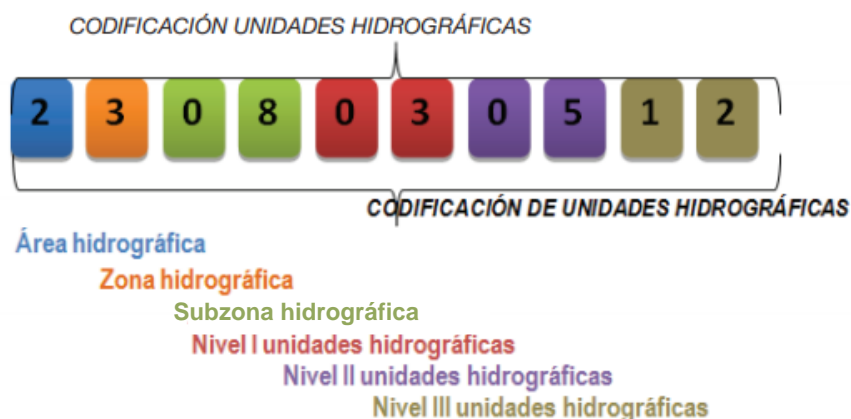 CODIFICACIÓN UNIDADES HIDROGRÁFICAS
2 3 0 8 0 3 0 5 1 2
CODIFICACIÓN DE UNIDADES HIDROGRÁFICAS
Área hidrográfica
Zona hidrográfica
Subzona hidrográfica
Nivel I unidades hidrográficas
Nivel II unidades hidrográficas
Nivel III unidades hidrográficas